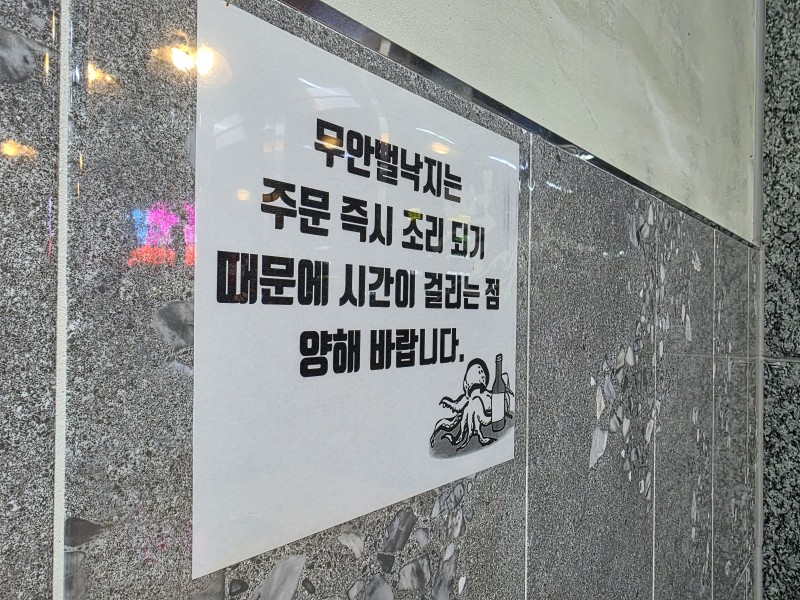 무안뻘낙지는
주문 즉시 조리 되기
때문에 시간이 걸리는 점
양해 바랍니다.